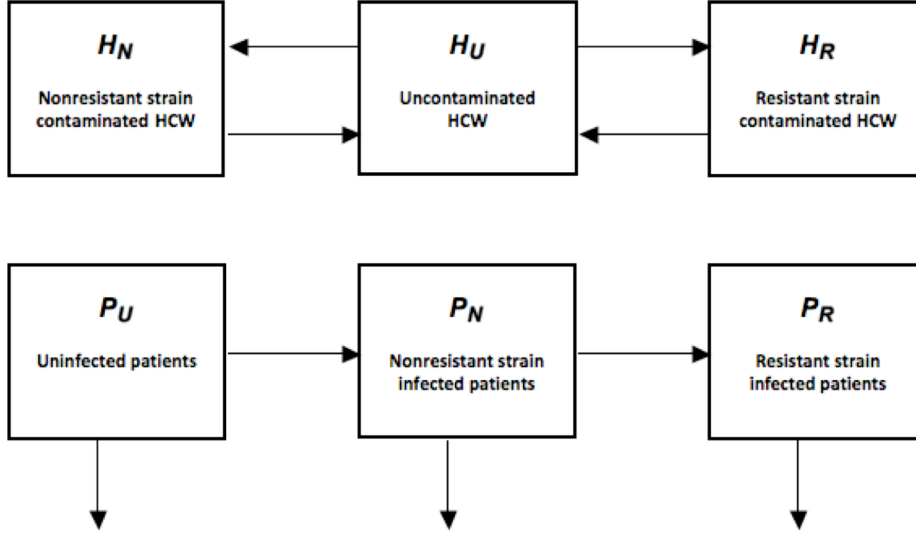 H_N
Nonresistant strain
contaminated HCW
H_U
Uncontaminated
HCW
H_R
Resistant strain
contaminated HCW
P_U
Uninfected patients
P_N
Nonresistant strain
infected patients
P_R
Resistant strain
infected patients